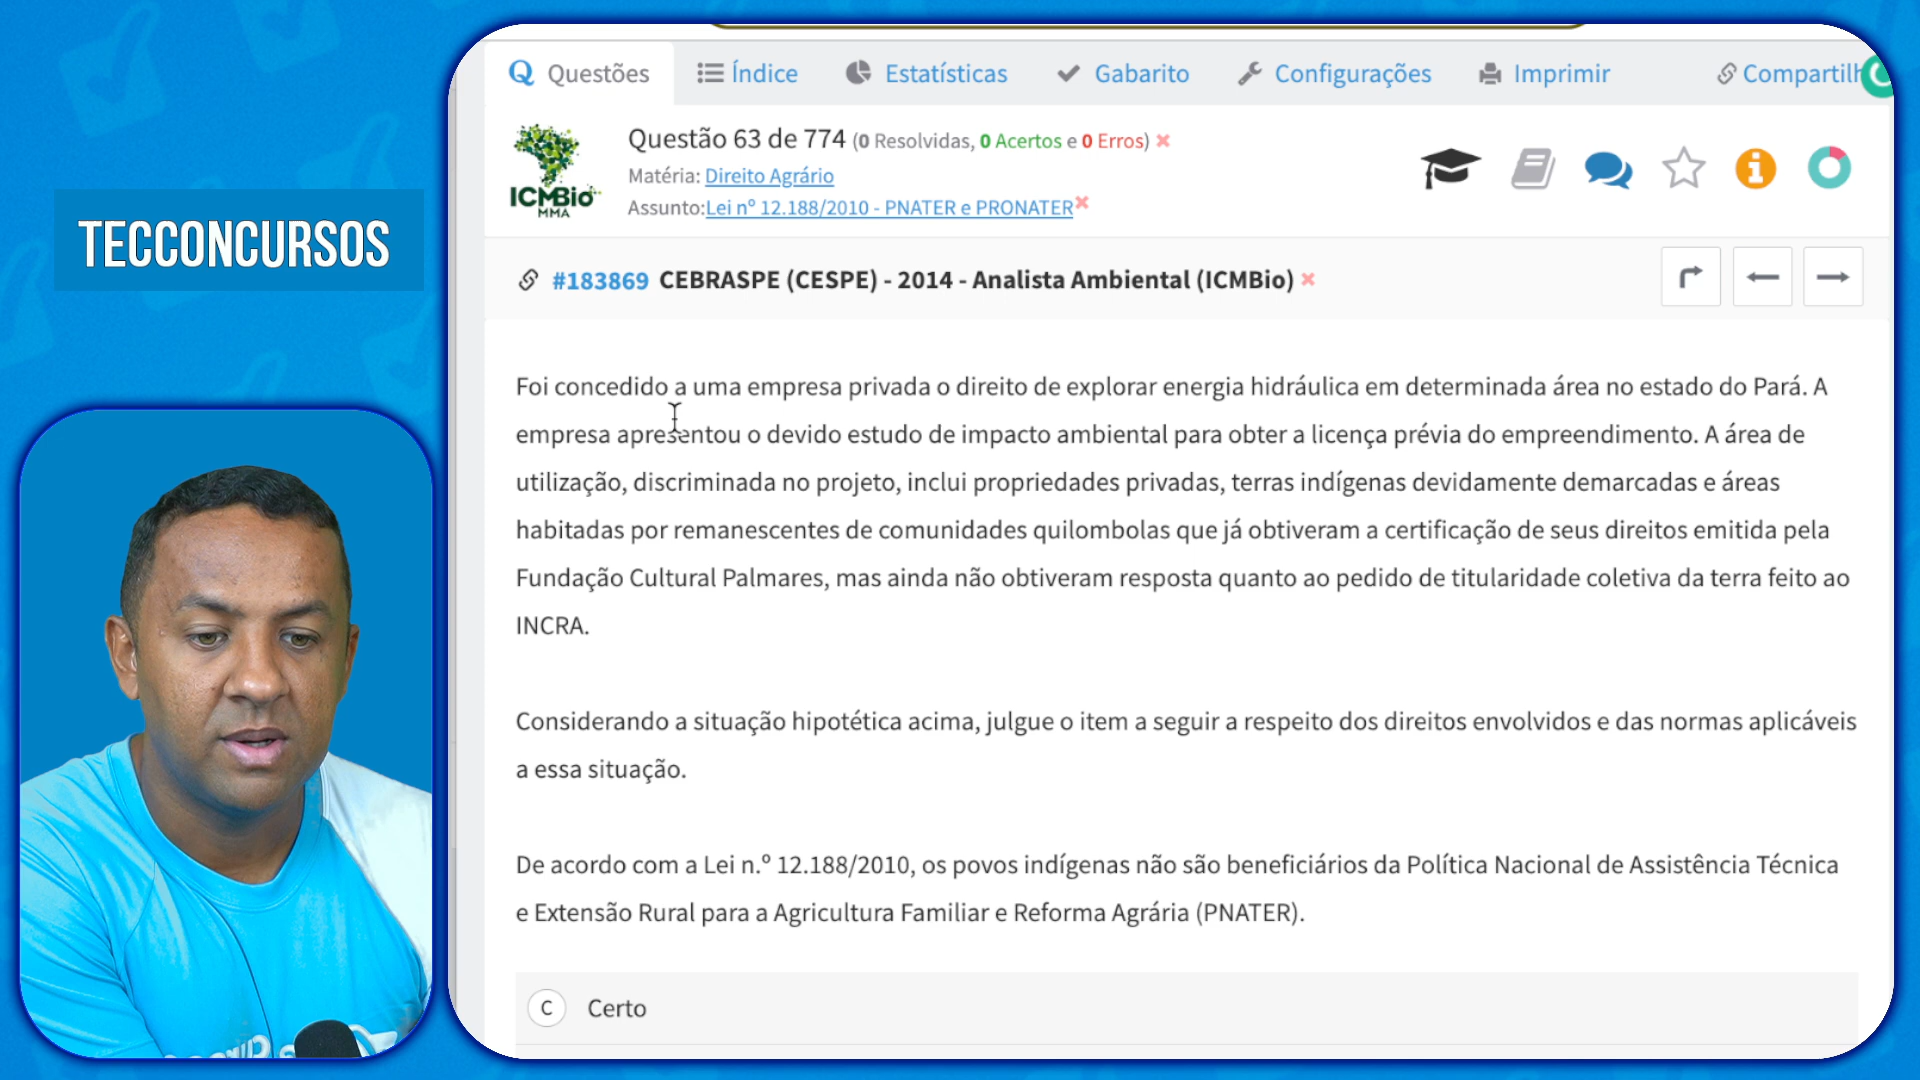 Questões
Índice
Estatísticas
Gabarito
Configurações
Imprimir
Compartilh
ICMBio
MMA
Questão 63 de 774 (0 Resolvidas, 0 Acertos e 0 Erros)
Matéria: Direito Agrário
Assunto:Lei nº 12.188/2010 - PNATER e PRONATER
TECCONCURSOS
#183869 CEBRASPE (CESPE) - 2014 - Analista Ambiental (ICMBio)
Foi concedido a uma empresa privada o direito de explorar energia hidráulica em determinada área no estado do Pará. A
empresa apresentou o devido estudo de impacto ambiental para obter a licença prévia do empreendimento. A área de
utilização, discriminada no projeto, inclui propriedades privadas, terras indígenas devidamente demarcadas e áreas
habitadas por remanescentes de comunidades quilombolas que já obtiveram a certificação de seus direitos emitida pela
Fundação Cultural Palmares, mas ainda não obtiveram resposta quanto ao pedido de titularidade coletiva da terra feito ao
INCRA.
Considerando a situação hipotética acima, julgue o item a seguir a respeito dos direitos envolvidos e das normas aplicáveis
a essa situação.
De acordo com a Lei n.º 12.188/2010, os povos indígenas não são beneficiários da Política Nacional de Assistência Técnica
e Extensão Rural para a Agricultura Familiar e Reforma Agrária (PNATER).
C Certo